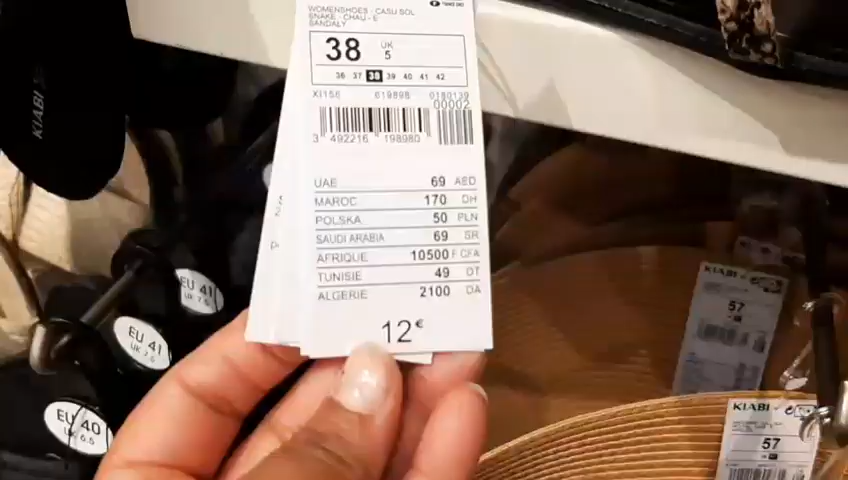 WOMENSHOES - CASU SOL
SNAKE - CHAU - E
SANDALY
38 UK 5
36 37 38 39 40 41 42
XI156 619898 0180139
00002
3 492216 198980
UAE 69 AED
MAROC 170 DH
POLSKA 50 PLN
SAUDI ARABIA 69 SR
AFRIQUE 10500 F CFA
TUNISIE 49 DT
ALGERIE 2100 DA
12€
KIABI
EU 41
UK 7.5
EU 41
UK 7.5
EU 40
UK 6.5
KIABI
57
KIABI
57